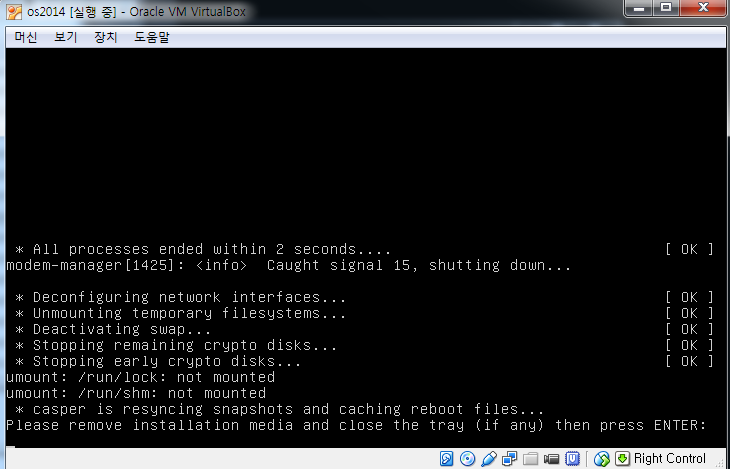 os2014 [실행 중] - Oracle VM VirtualBox
머신 보기 장치 도움말
* All processes ended within 2 seconds.... [ OK ]
modem-manager[1425]: <info>  Caught signal 15, shutting down...
* Deconfiguring network interfaces... [ OK ]
* Unmounting temporary filesystems... [ OK ]
* Deactivating swap... [ OK ]
* Stopping remaining crypto disks... [ OK ]
* Stopping early crypto disks... [ OK ]
umount: /run/lock: not mounted
umount: /run/shm: not mounted
* casper is resyncing snapshots and caching reboot files...
Please remove installation media and close the tray (if any) then press ENTER:
Right Control